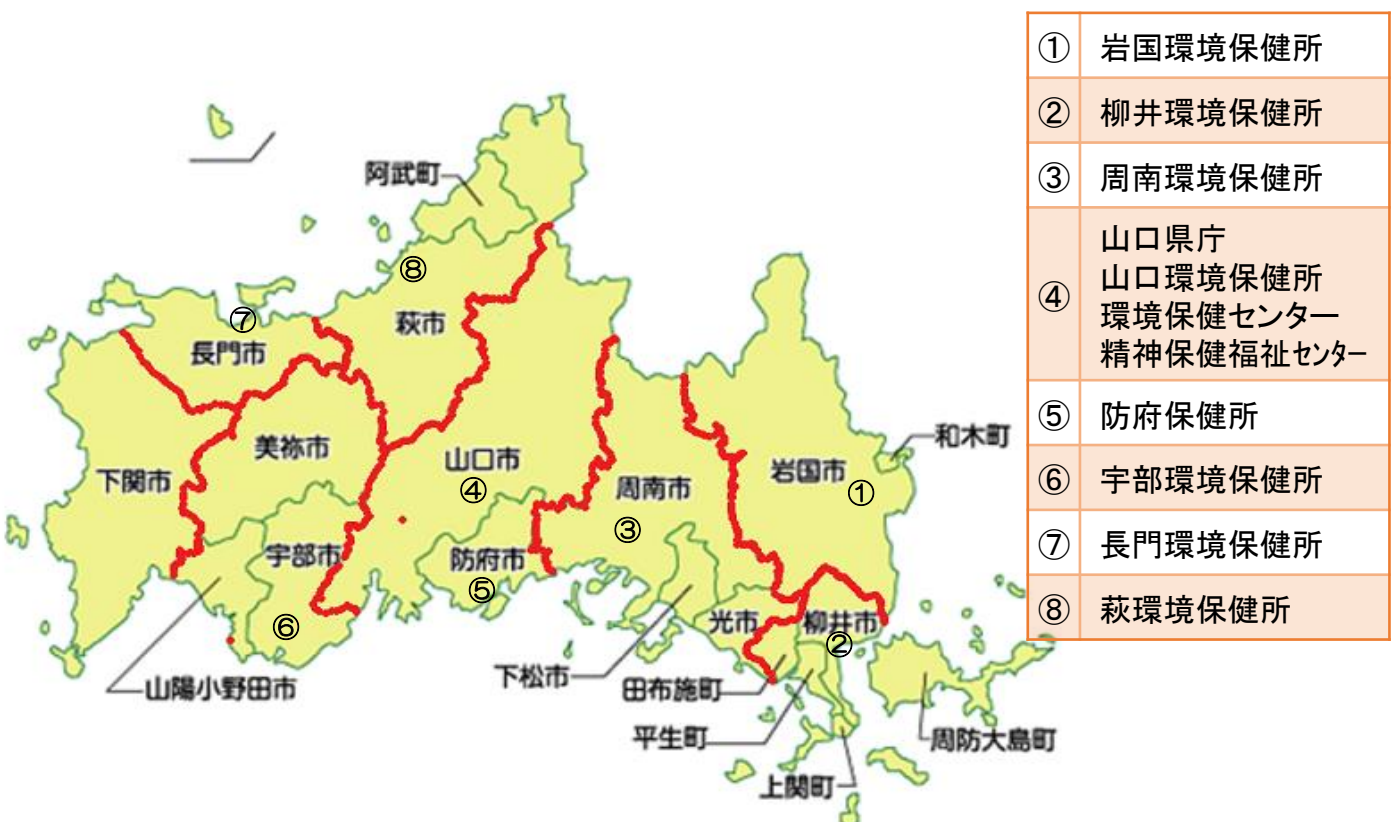 阿武町
⑧
萩市
⑦
長門市
美祢市
下関市
山口市
④
周南市
③
岩国市
①
和木町
宇部市
防府市
⑤
⑥
光市
柳井市
②
山陽小野田市
下松市
田布施町
平生町
上関町
周防大島町
① 岩国環境保健所
② 柳井環境保健所
③ 周南環境保健所
④ 山口県庁
山口環境保健所
環境保健センター
精神保健福祉センター
⑤ 防府保健所
⑥ 宇部環境保健所
⑦ 長門環境保健所
⑧ 萩環境保健所